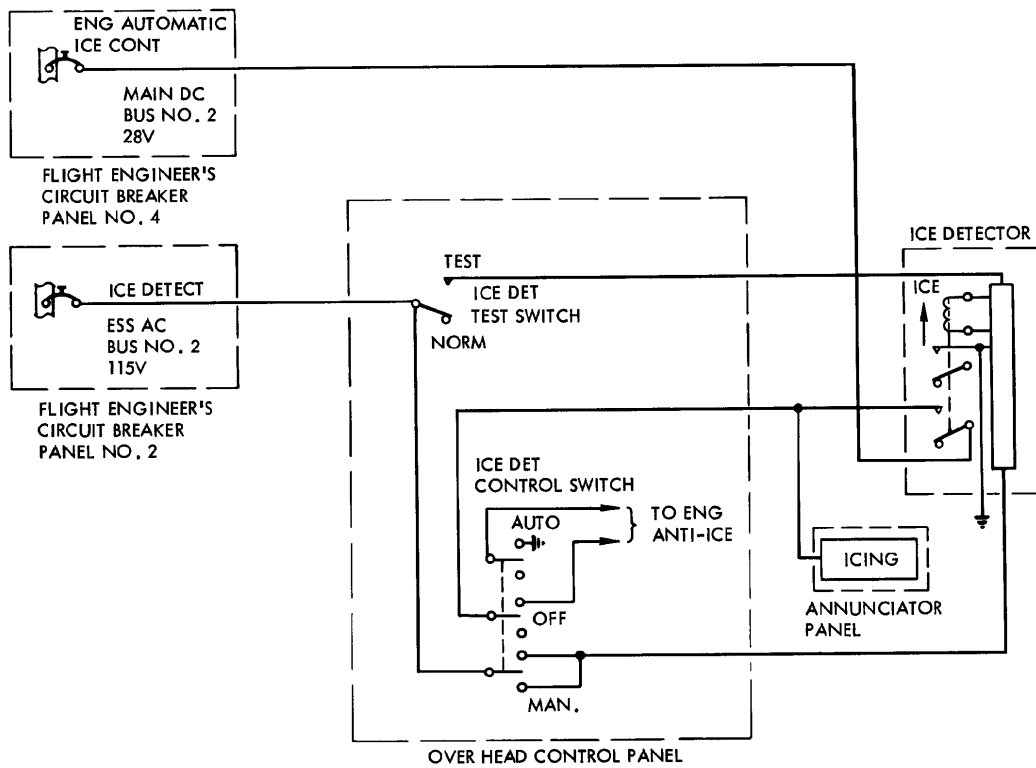 ENG AUTOMATIC
ICE CONT
MAIN DC
BUS NO. 2
28V
FLIGHT ENGINEER'S
CIRCUIT BREAKER
PANEL NO. 4
ICE DETECT
ESS AC
BUS NO. 2
115V
FLIGHT ENGINEER'S
CIRCUIT BREAKER
PANEL NO. 2
TEST
ICE DET
TEST SWITCH
NORM
ICE DETECTOR
ICE
ICE DET
CONTROL SWITCH
AUTO
TO ENG
ANTI-ICE
OFF
MAN.
ICING
ANNUNCIATOR
PANEL
OVER HEAD CONTROL PANEL